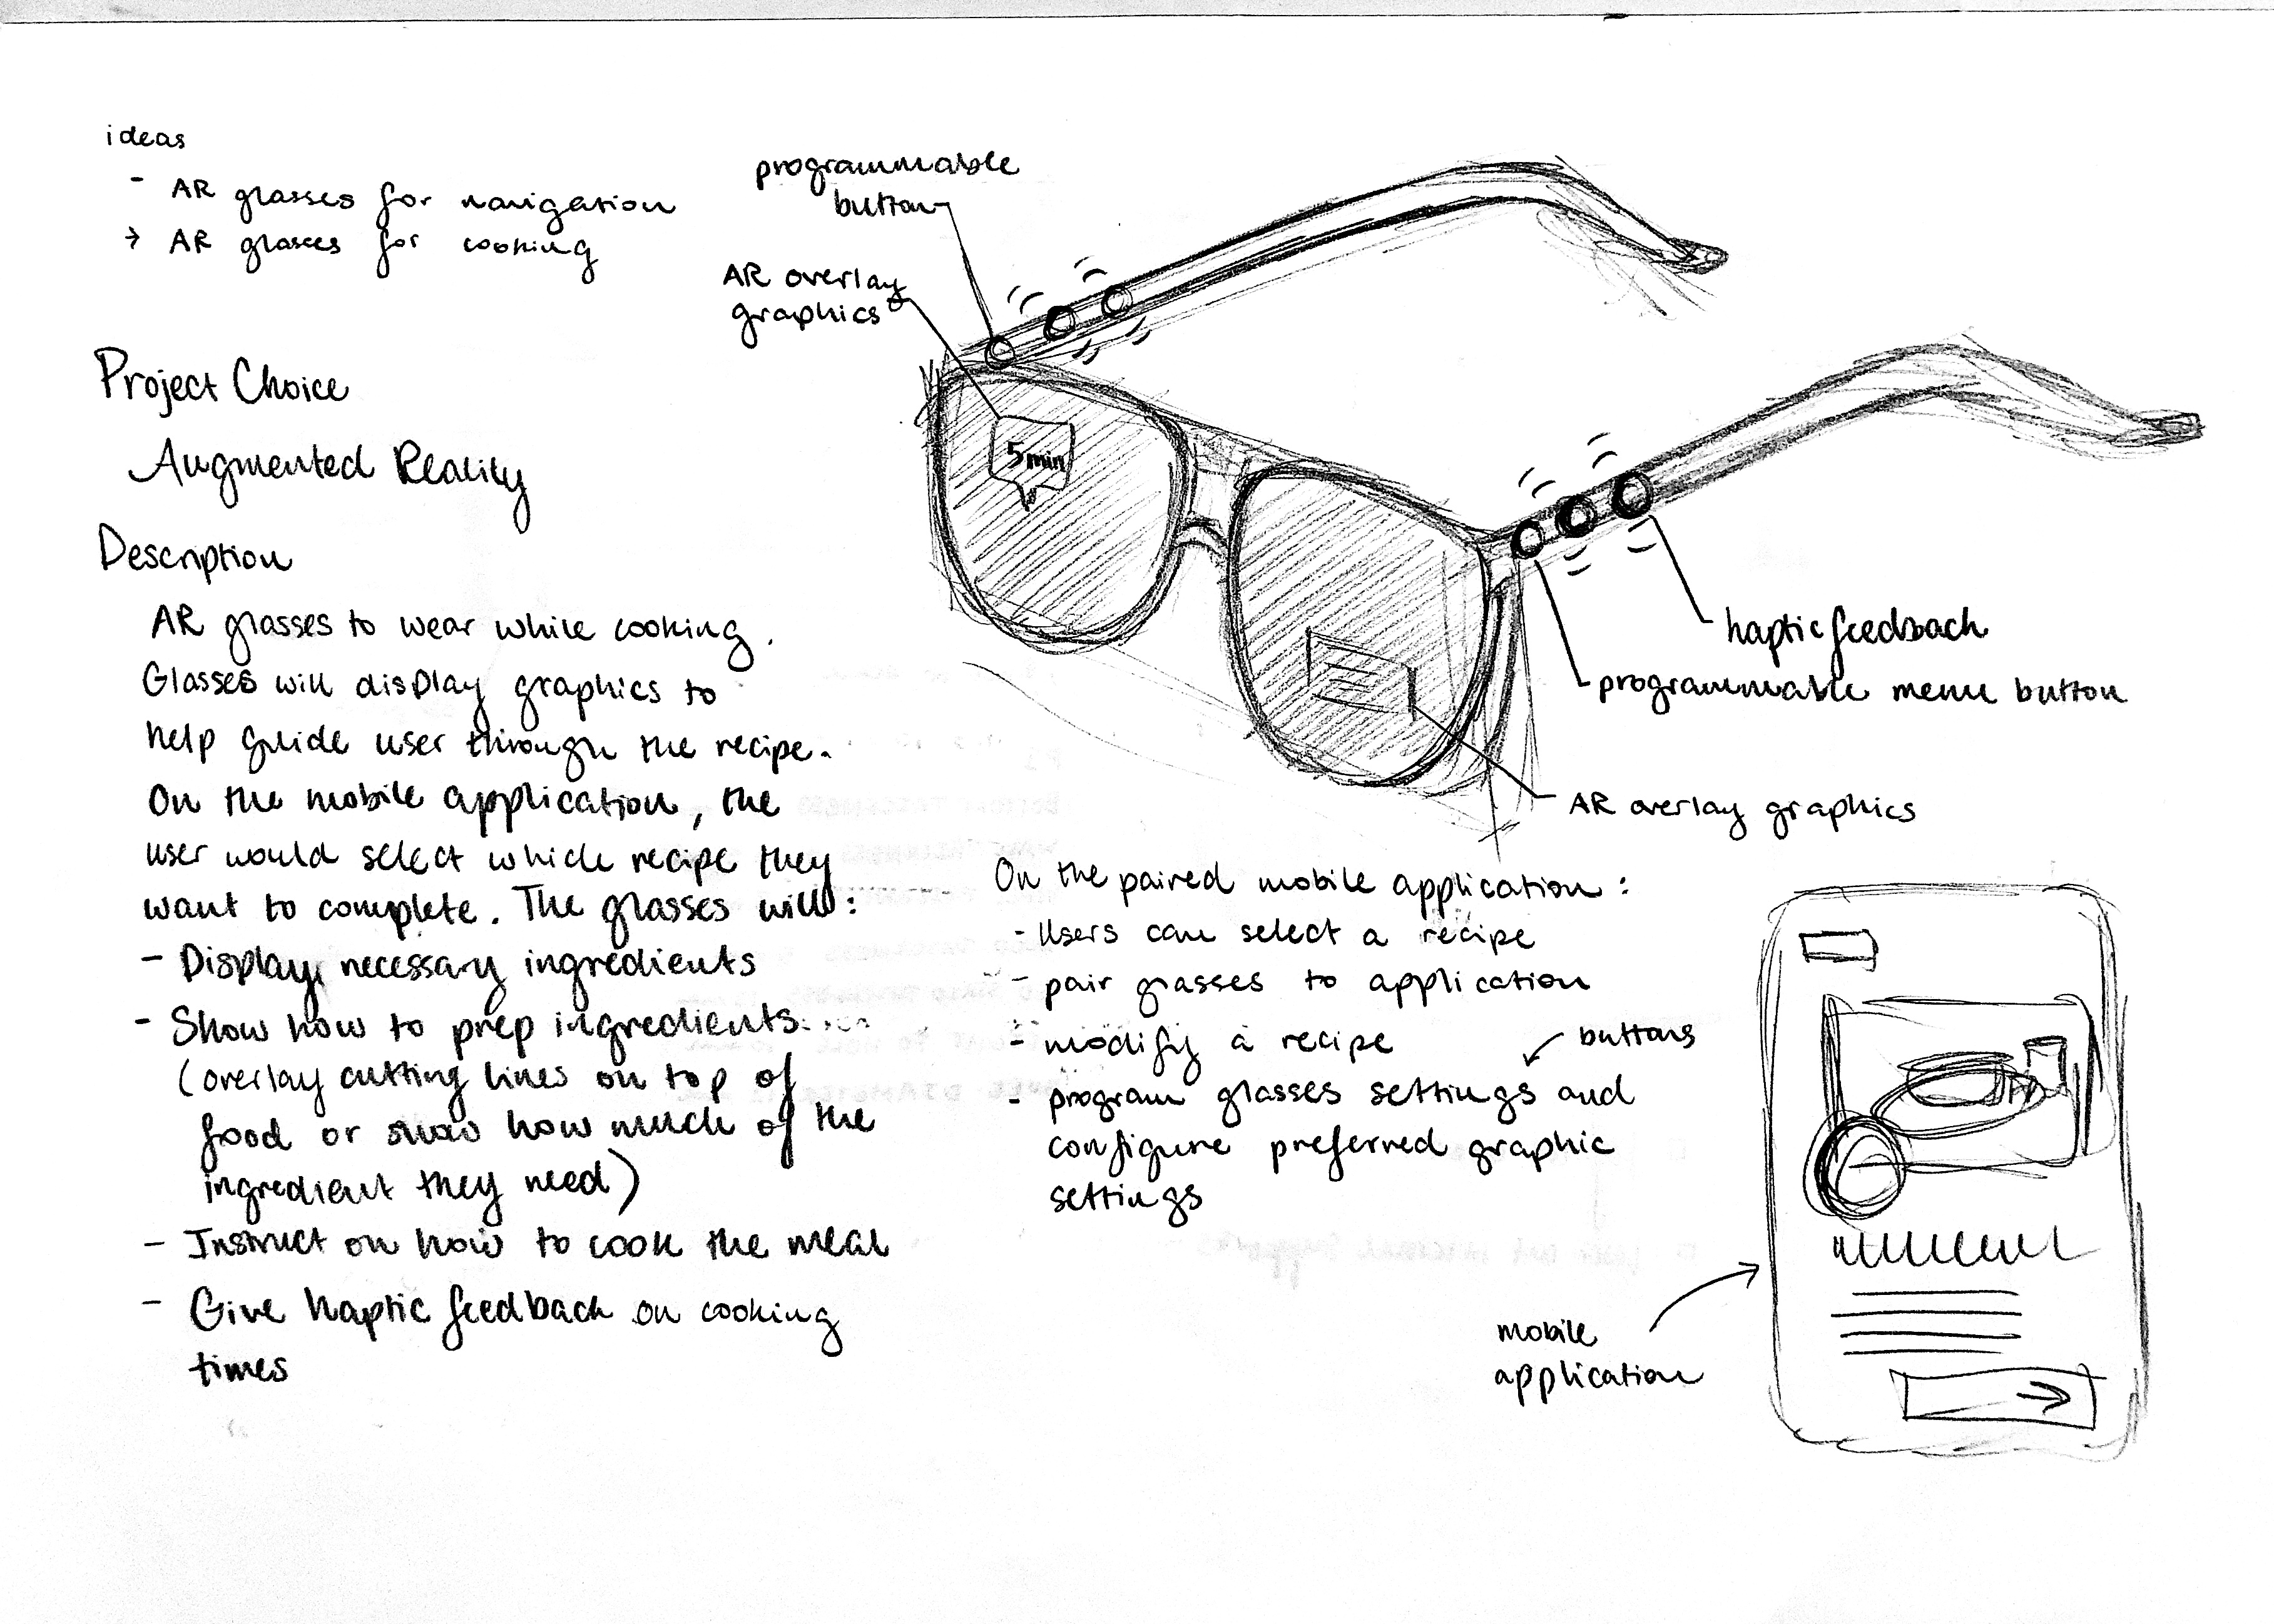 ideas
- AR glasses for navigation
→ AR glasses for cooking
Project Choice
Augmented Reality
Description
AR glasses to wear while cooking.
Glasses will display graphics to
help guide user through the recipe.
On the mobile application, the
user would select which recipe they
want to complete. The glasses will:
- Display necessary ingredients
- Show how to prep ingredients
(overlay cutting lines on top of
food or show how much of the
ingredient they need)
- Instruct on how to cook the meal
- Give haptic feedback on cooking
times
programmable
button
AR overlay
graphics
5 min
haptic feedback
programmable menu button
AR overlay graphics
On the paired mobile application:
- Users can select a recipe
- pair glasses to application
- modify a recipe
buttons
- program glasses settings and
configure preferred graphic
settings
mobile
application